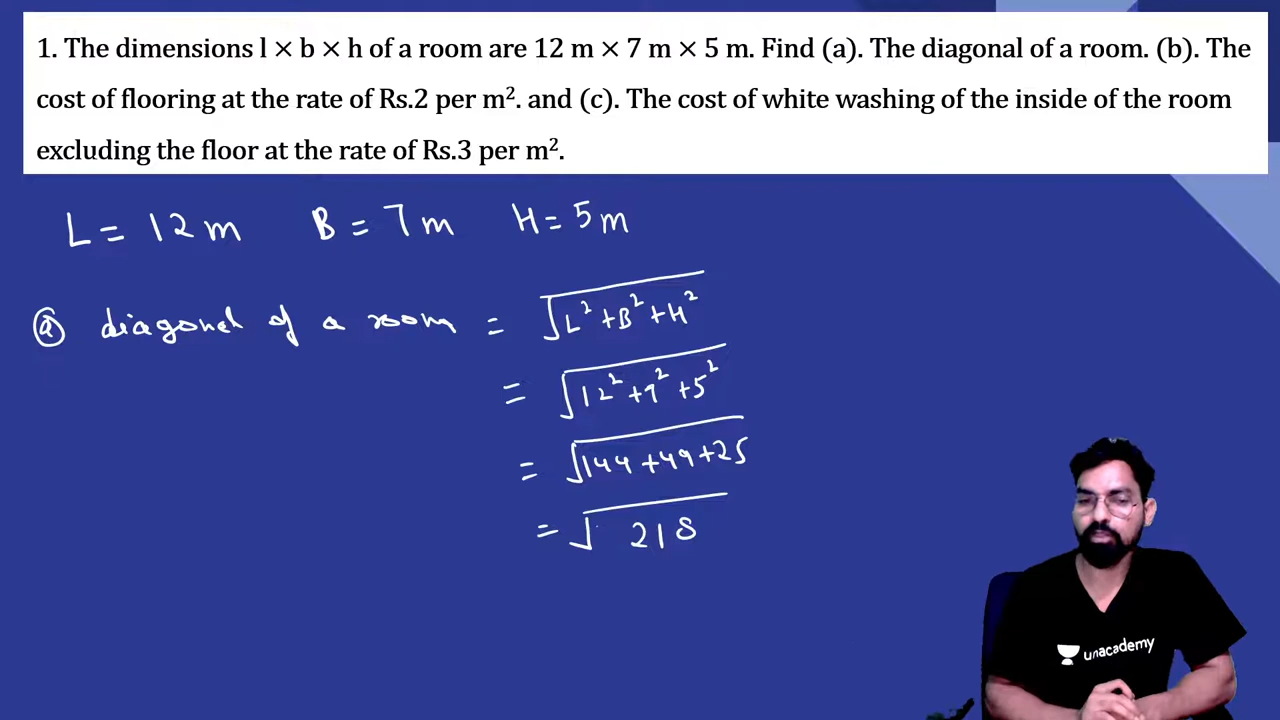 1. The dimensions l × b × h of a room are 12 m × 7 m × 5 m. Find (a). The diagonal of a room. (b). The
cost of flooring at the rate of Rs.2 per m². and (c). The cost of white washing of the inside of the room
excluding the floor at the rate of Rs.3 per m².
L = 12 m B = 7 m H = 5 m
ⓐ diagonal of a room = √L² + B² + H²
= √12² + 7² + 5²
= √144 + 49 + 25
= √218
unacademy